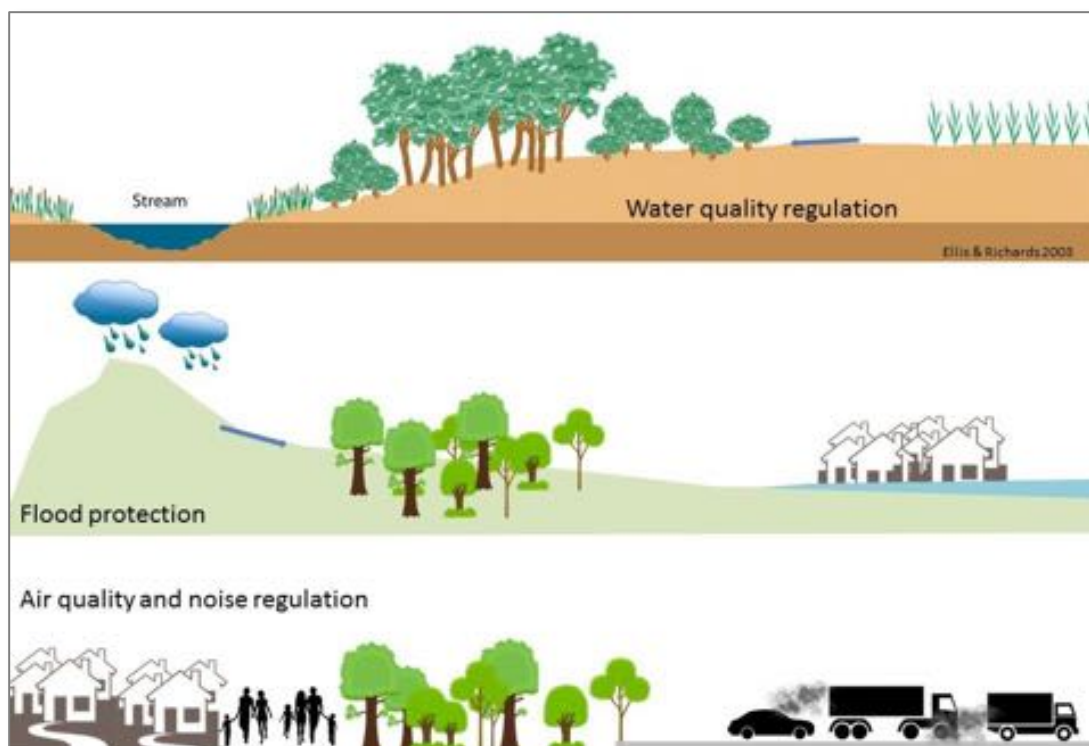 Stream
Water quality regulation
Ellis & Richards 2003
Flood protection
Air quality and noise regulation